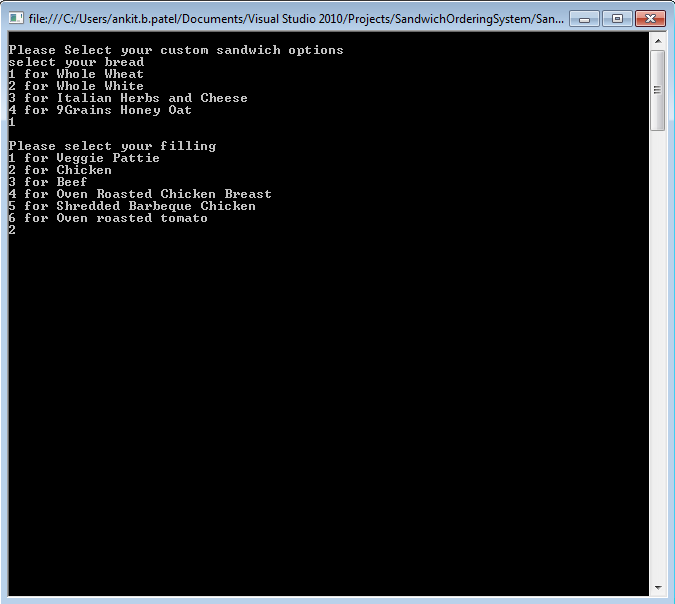 file:///C:/Users/ankit.b.patel/Documents/Visual Studio 2010/Projects/SandwichOrderingSystem/San...
Please Select your custom sandwich options
select your bread
1 for Whole Wheat
2 for Whole White
3 for Italian Herbs and Cheese
4 for 9Grains Honey Oat
1
Please select your filling
1 for Veggie Pattie
2 for Chicken
3 for Beef
4 for Oven Roasted Chicken Breast
5 for Shredded Barbeque Chicken
6 for Oven roasted tomato
2